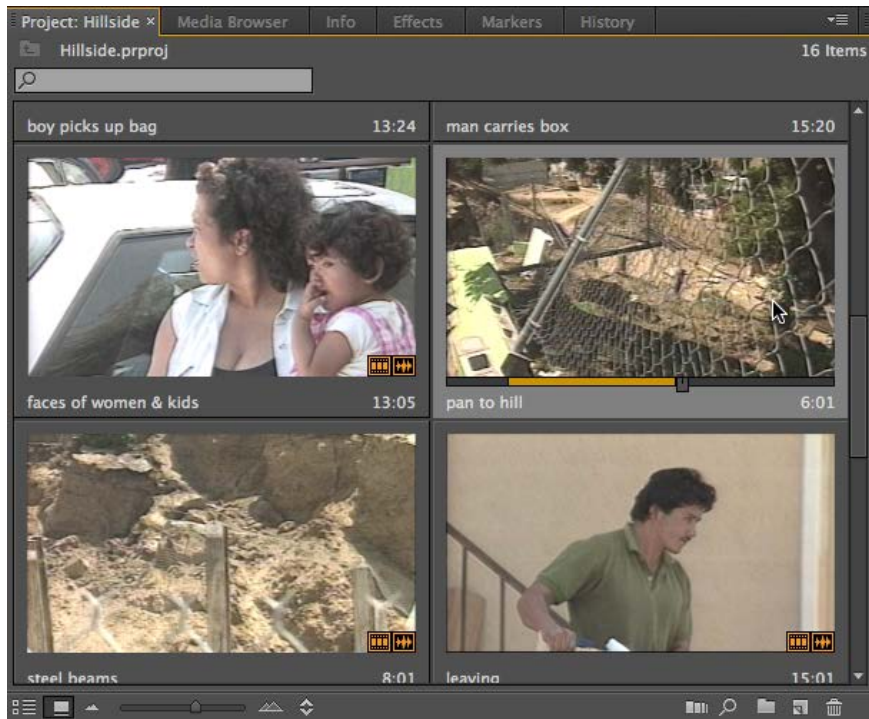 Project: Hillside × Media Browser Info Effects Markers History
Hillside.prproj 16 Items
boy picks up bag 13:24 man carries box 15:20
faces of women & kids 13:05 pan to hill 6:01
steel beams 8:01 leaving 15:01